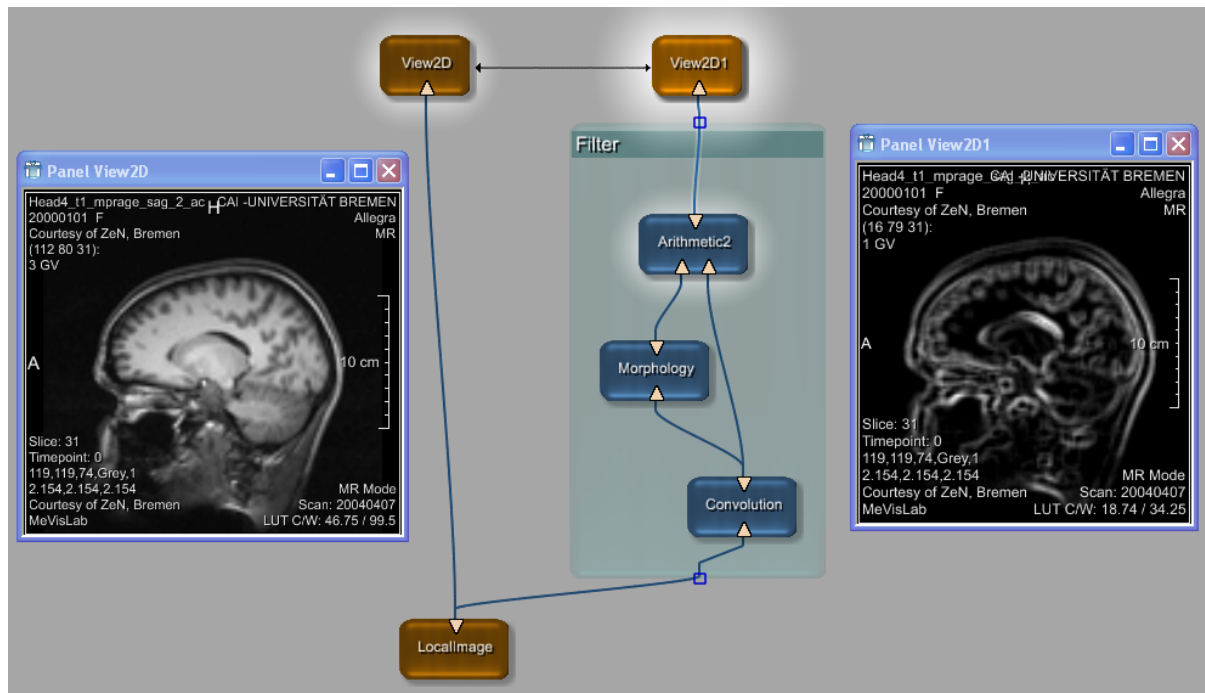 View2D
View2D1
Filter
Arithmetic2
Morphology
Convolution
LocalImage
Panel View2D
Head4_t1_mprage_sag_2_ac
CAI -UNIVERSITÄT BREMEN
H
20000101 F
Allegra
Courtesy of ZeN, Bremen
MR
(112 80 31):
3 GV
A
10 cm
Slice: 31
Timepoint: 0
119,119,74,Grey,1
2.154,2.154,2.154
MR Mode
Courtesy of ZeN, Bremen
Scan: 20040407
MeVisLab
LUT C/W: 46.75 / 99.5
Panel View2D1
UNIVERSITÄT BREMEN
20000101 F
Allegra
Courtesy of ZeN, Bremen
MR
(16 79 31):
1 GV
A
10 cm
Slice: 31
Timepoint: 0
119,119,74,Grey,1
2.154,2.154,2.154
MR Mode
Courtesy of ZeN, Bremen
Scan: 20040407
MeVisLab
LUT C/W: 18.74 / 34.25